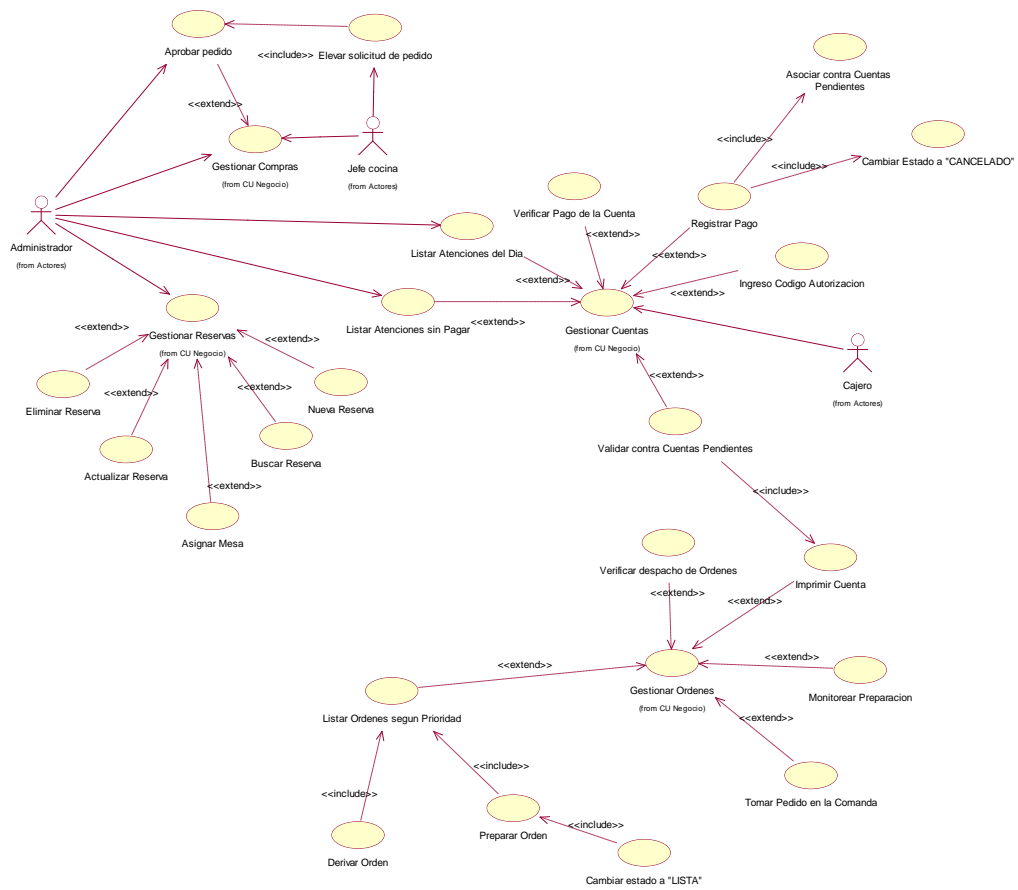 Aprobar pedido
<<include>>
Elevar solicitud de pedido
Asociar contra Cuentas
Pendientes
<<extend>>
<<include>>
<<include>>
Cambiar Estado a "CANCELADO"
Gestionar Compras
(from CU Negocio)
Jefe cocina
(from Actores)
Verificar Pago de la Cuenta
Registrar Pago
<<extend>>
Administrador
(from Actores)
Listar Atenciones del Dia
<<extend>>
<<extend>>
Ingreso Codigo Autorizacion
<<extend>>
Listar Atenciones sin Pagar
<<extend>>
Gestionar Cuentas
(from CU Negocio)
<<extend>>
Gestionar Reservas
(from CU Negocio)
<<extend>>
<<extend>>
<<extend>>
Cajero
(from Actores)
<<extend>>
Eliminar Reserva
Nueva Reserva
Validar contra Cuentas Pendientes
Actualizar Reserva
Buscar Reserva
<<extend>>
<<include>>
Asignar Mesa
Verificar despacho de Ordenes
Imprimir Cuenta
<<extend>>
<<extend>>
<<extend>>
<<extend>>
Gestionar Ordenes
(from CU Negocio)
Monitorear Preparacion
Listar Ordenes segun Prioridad
<<extend>>
<<include>>
<<include>>
Tomar Pedido en la Comanda
<<include>>
Preparar Orden
Derivar Orden
Cambiar estado a "LISTA"